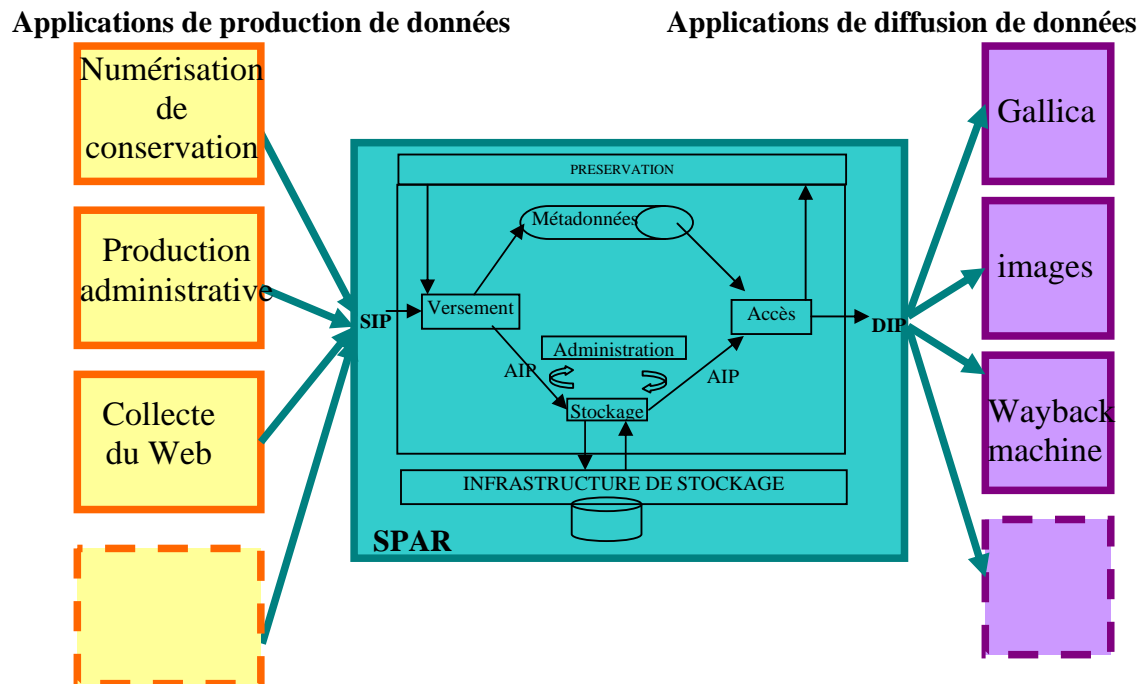 Applications de production de données
Applications de diffusion de données
Numérisation
de
conservation
Production
administrative
Collecte
du Web
PRESERVATION
Métadonnées
SIP
Versement
Accès
DIP
Administration
AIP
AIP
Stockage
INFRASTRUCTURE DE STOCKAGE
SPAR
Gallica
images
Wayback
machine